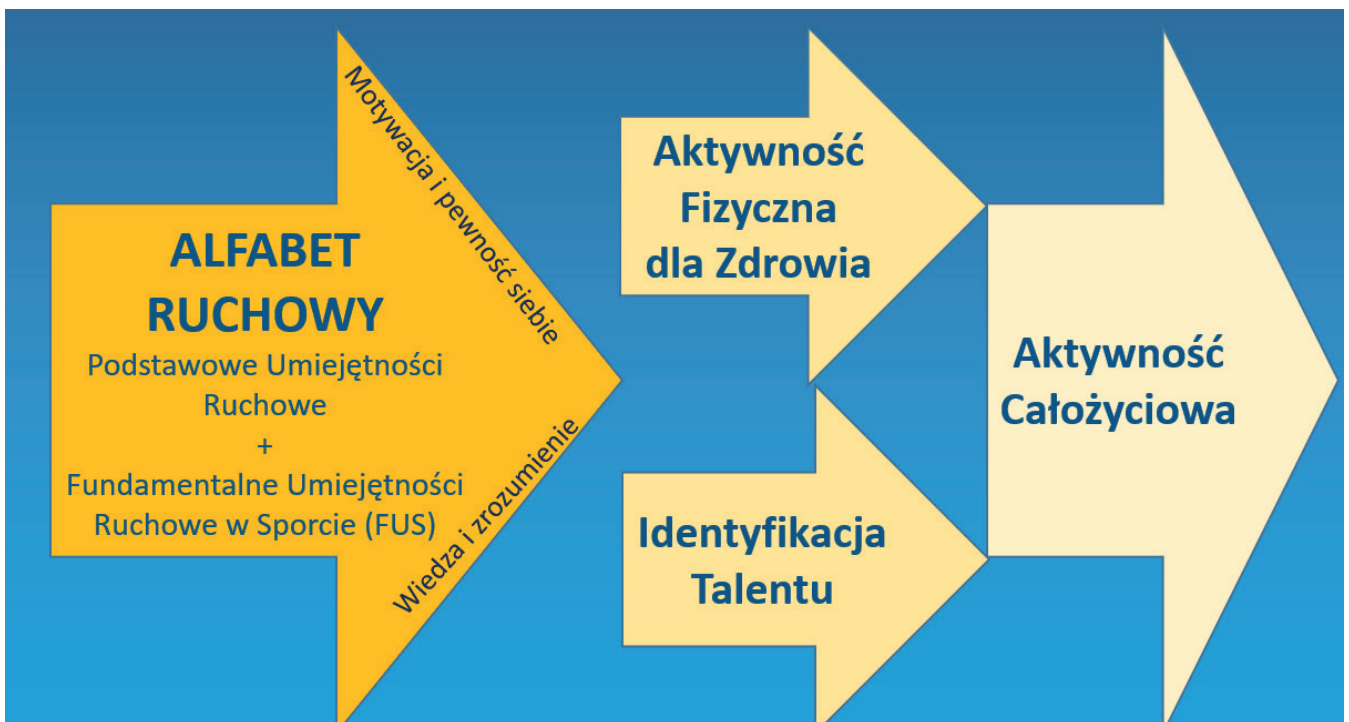 ALFABET
RUCHOWY
Podstawowe Umiejętności
Ruchowe
+
Fundamentalne Umiejętności
Ruchowe w Sporcie (FUS)
Motywacja i pewność siebie
Wiedza i zrozumienie
Aktywność
Fizyczna
dla Zdrowia
Identyfikacja
Talentu
Aktywność
Całożyciowa